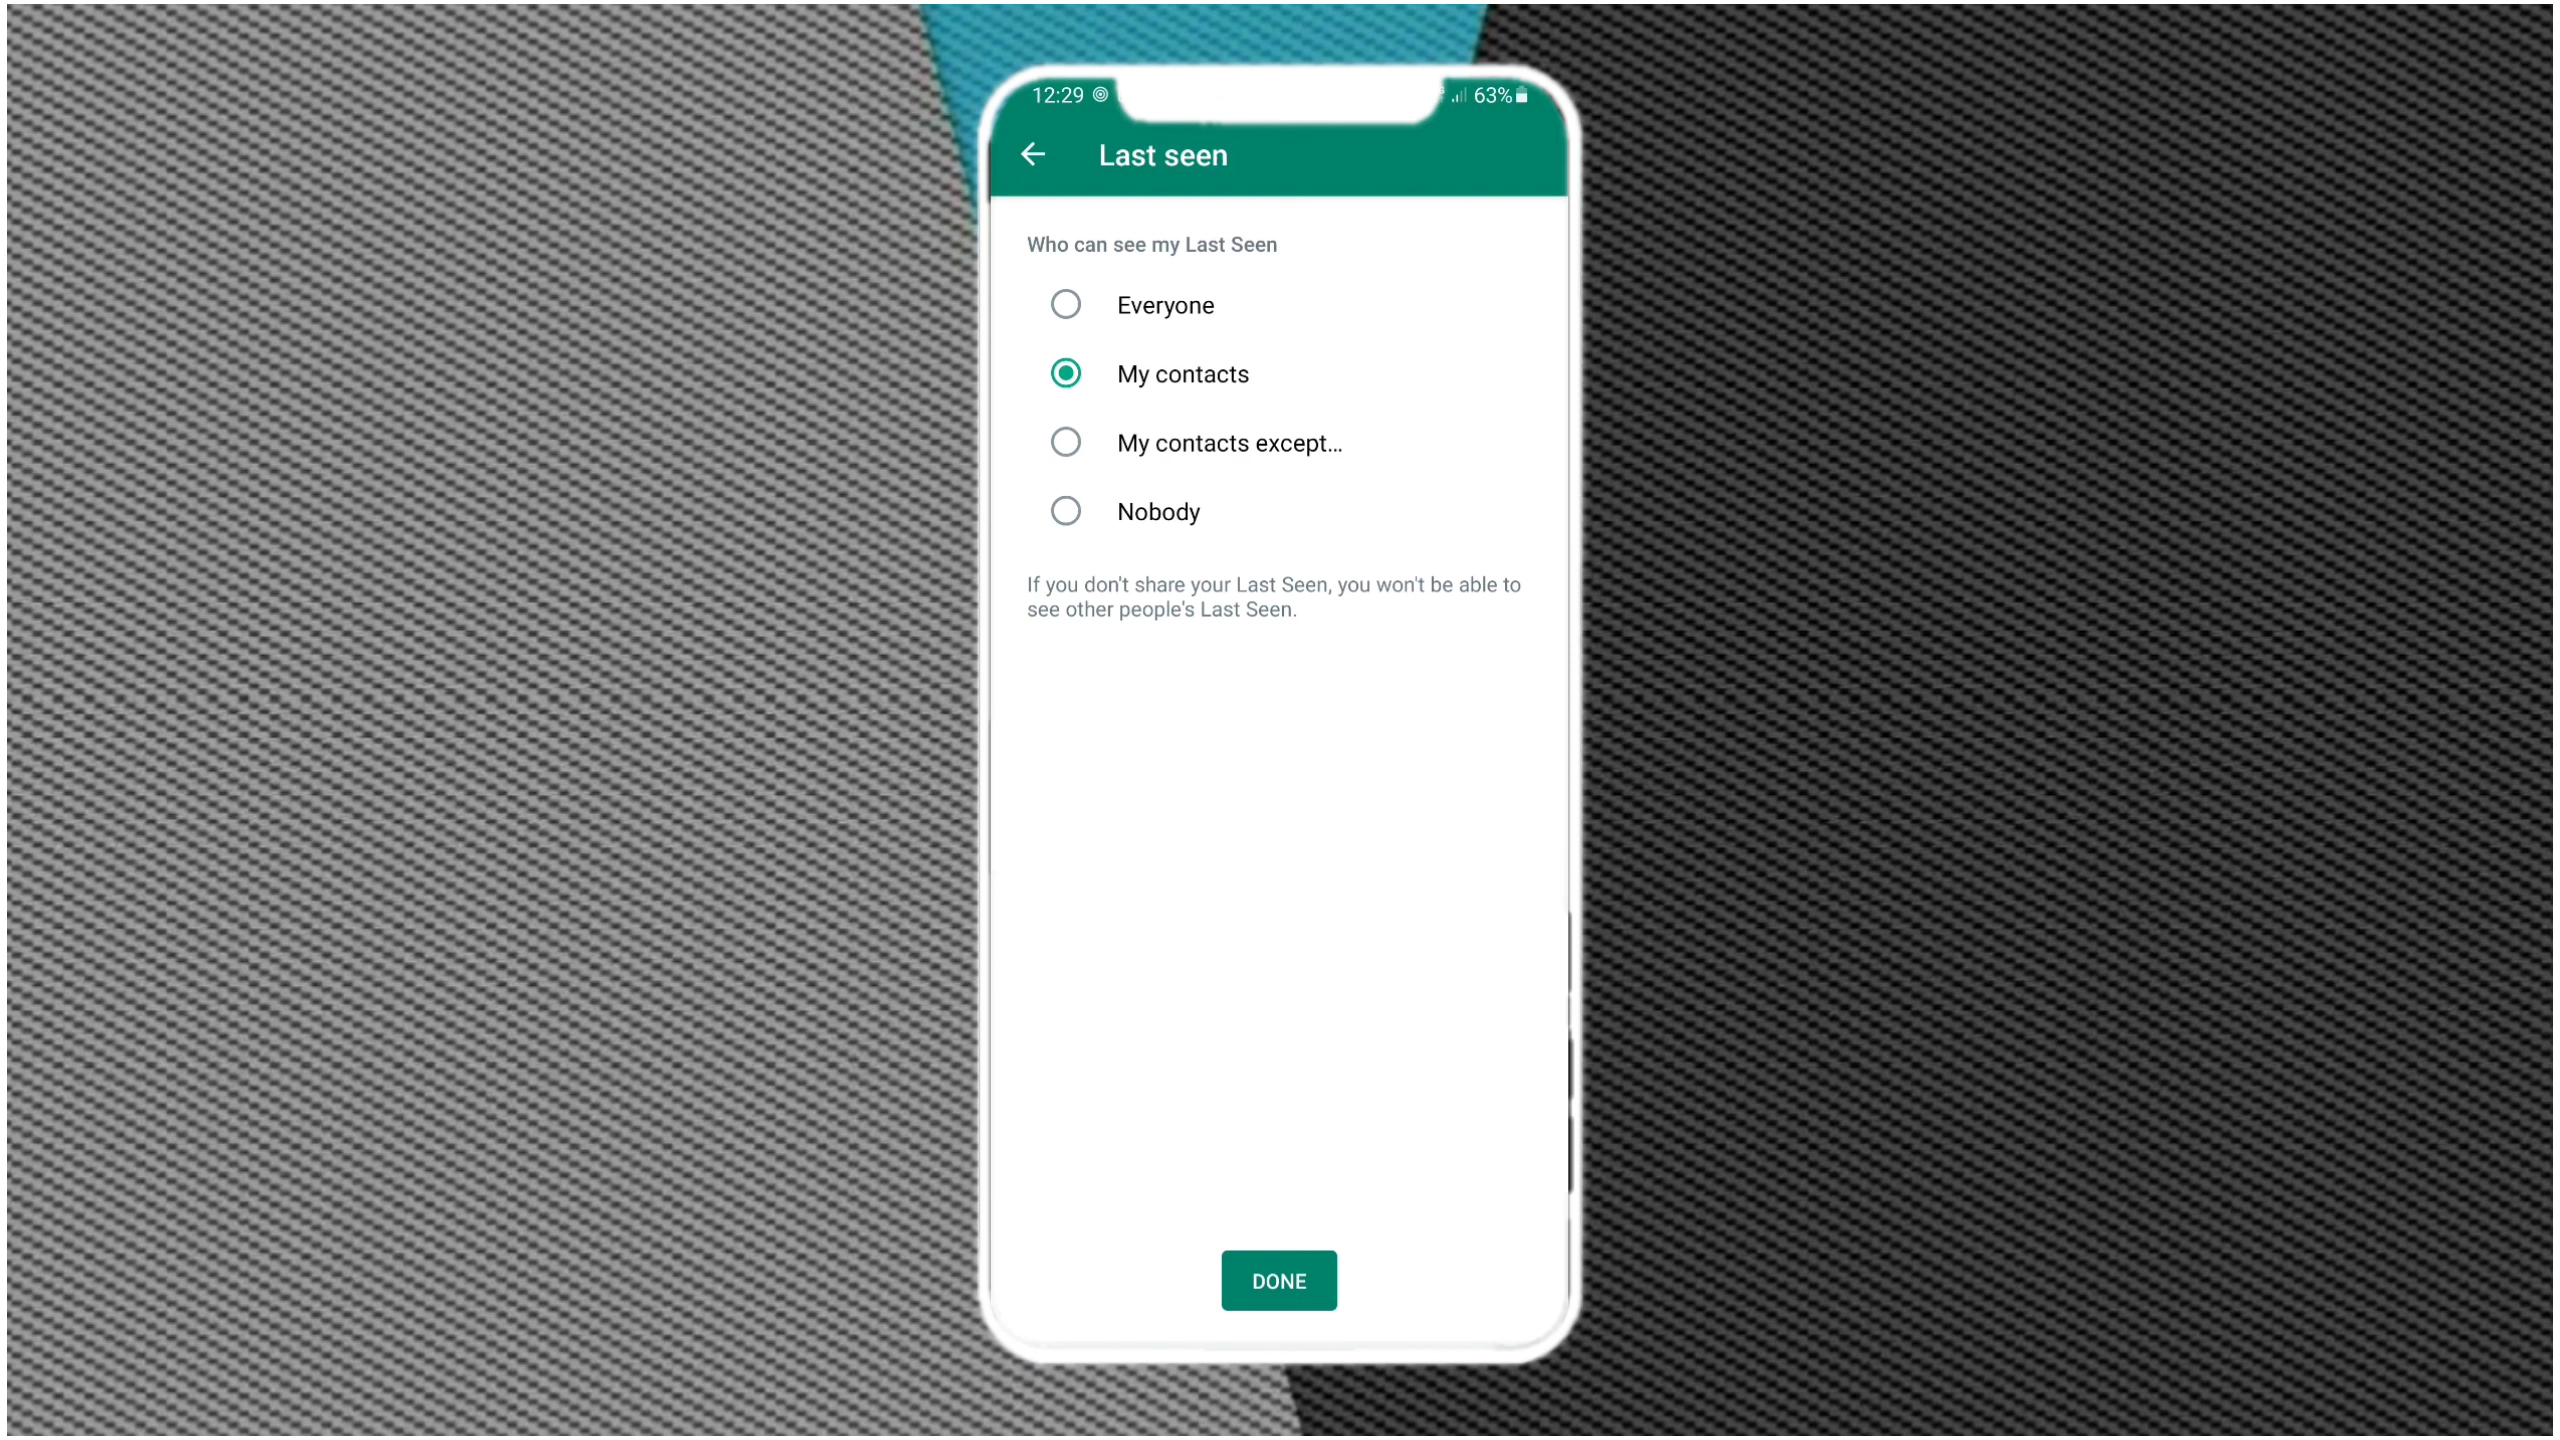 12:29 63%
Last seen
Who can see my Last Seen
Everyone
My contacts
My contacts except...
Nobody
If you don't share your Last Seen, you won't be able to
see other people's Last Seen.
DONE